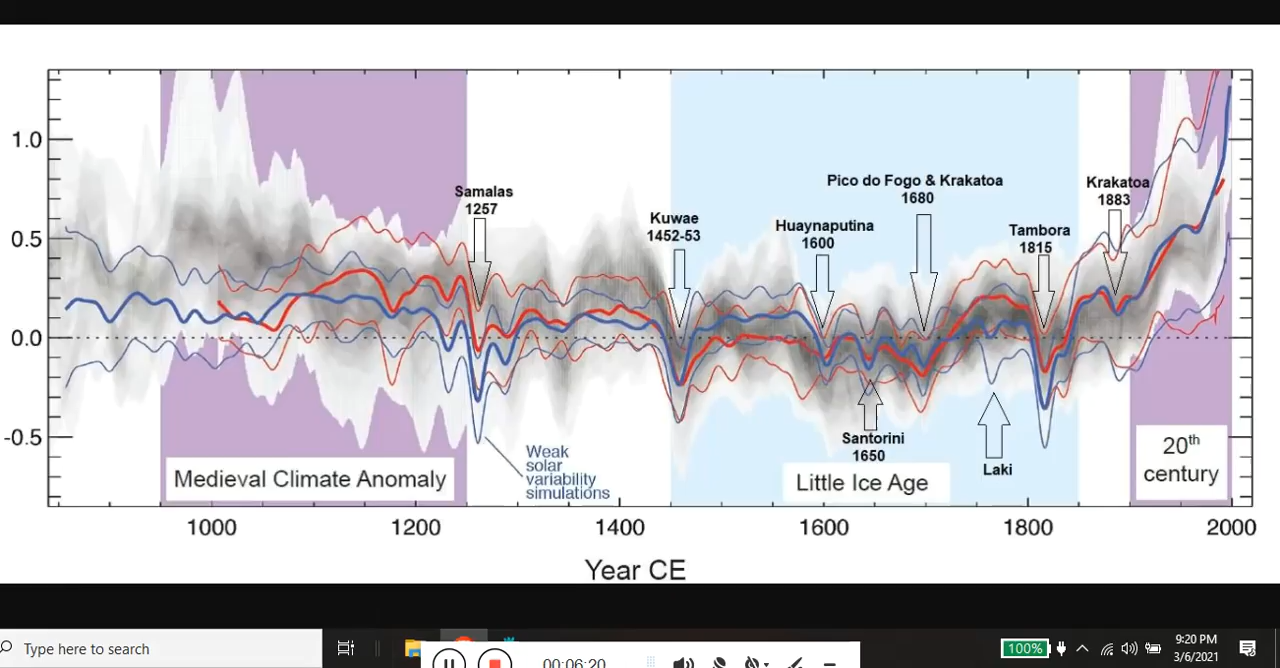 1.0
0.5
0.0
-0.5
Samalas
1257
Kuwae
1452-53
Huaynaputina
1600
Pico do Fogo & Krakatoa
1680
Tambora
1815
Krakatoa
1883
Santorini
1650
Laki
Weak
solar
variability
simulations
Medieval Climate Anomaly
Little Ice Age
20th
century
1000
1200
1400
1600
1800
2000
Year CE
Type here to search
00:06:20
100%
9:20 PM
3/6/2021